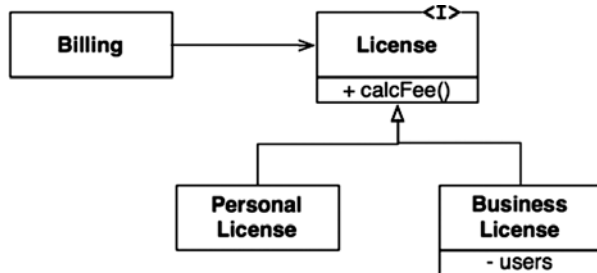 <I>
Billing
License
+ calcFee()
Personal
License
Business
License
- users